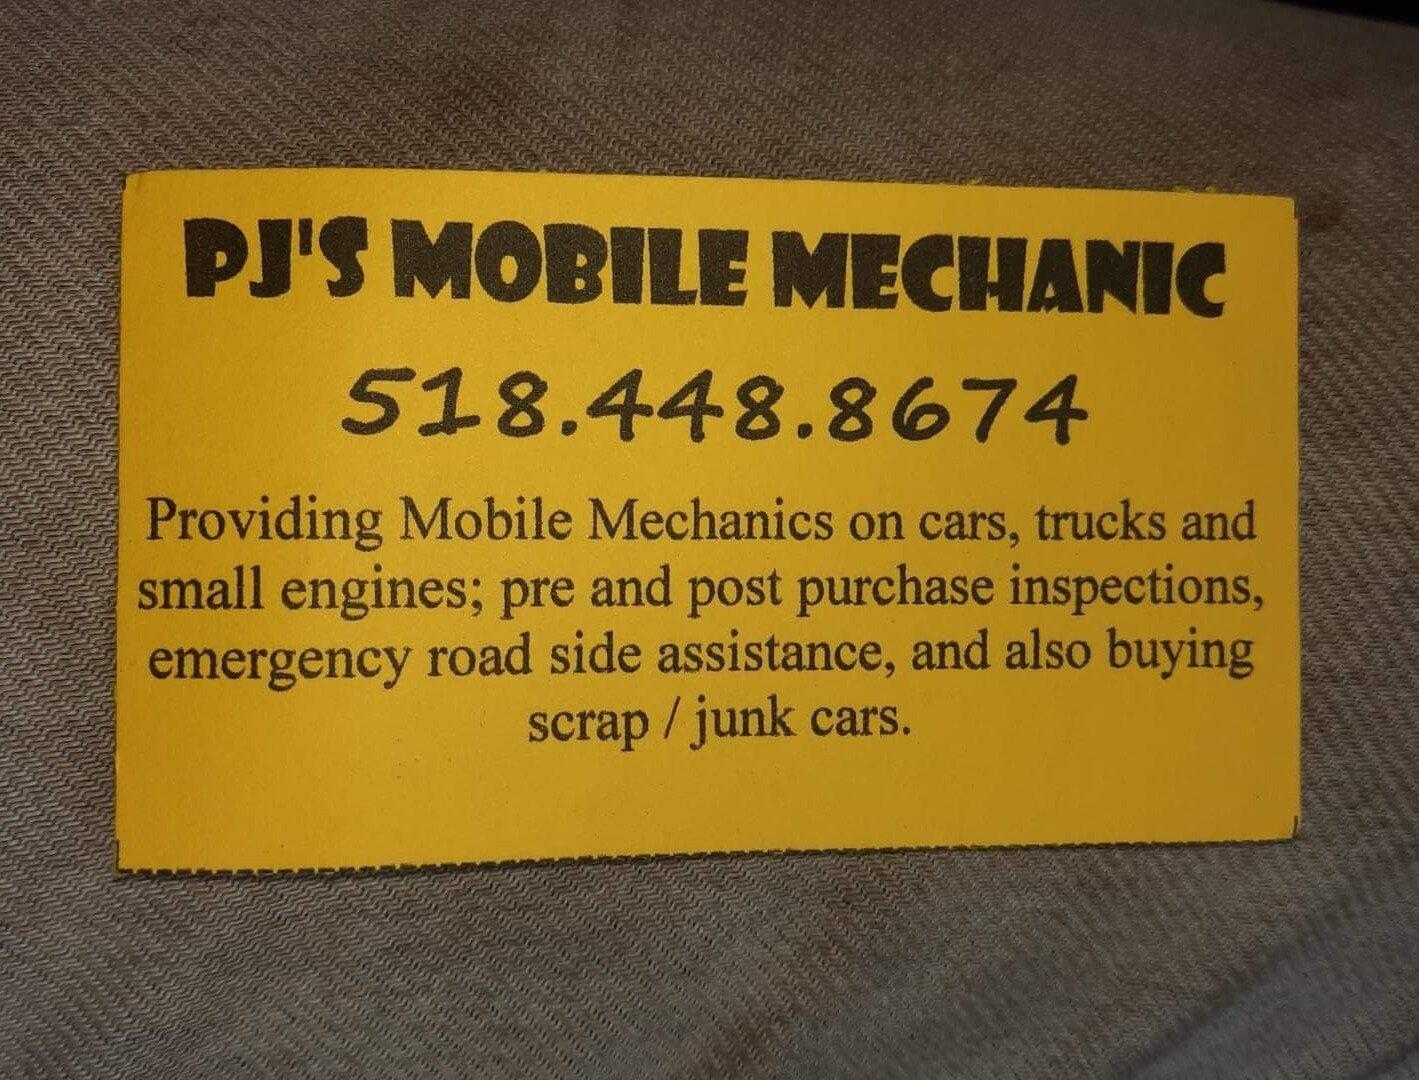 PJ'S MOBILE MECHANIC
518.448.8674
Providing Mobile Mechanics on cars, trucks and
small engines; pre and post purchase inspections,
emergency road side assistance, and also buying
scrap / junk cars.